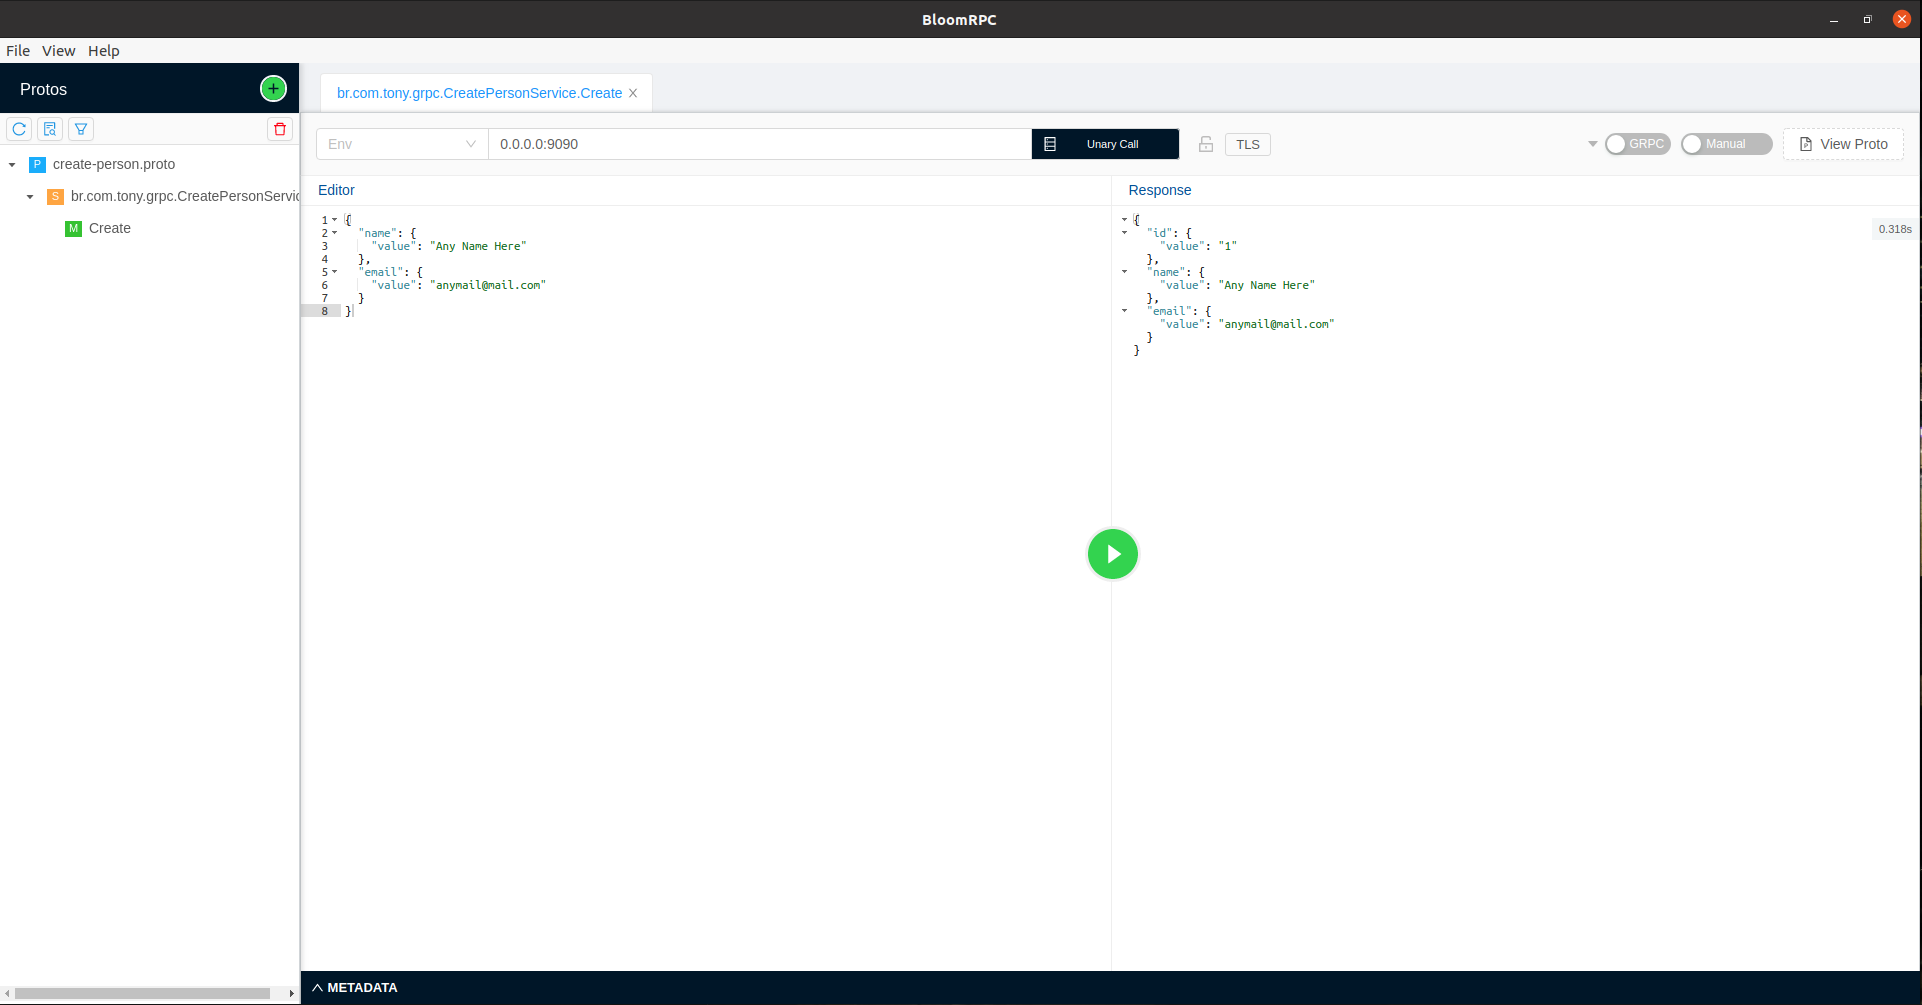 BloomRPC
File View Help
Protos
br.com.tony.grpc.CreatePersonService.Create
Env
0.0.0.0:9090
Unary Call
TLS
GRPC
Manual
View Proto
P create-person.proto
S br.com.tony.grpc.CreatePersonServic
M Create
Editor
1 {
2 "name": {
3 "value": "Any Name Here"
4 },
5 "email": {
6 "value": "anymail@mail.com"
7 }
8 }
Response
{
"id": {
"value": "1"
},
"name": {
"value": "Any Name Here"
},
"email": {
"value": "anymail@mail.com"
}
}
0.318s
METADATA